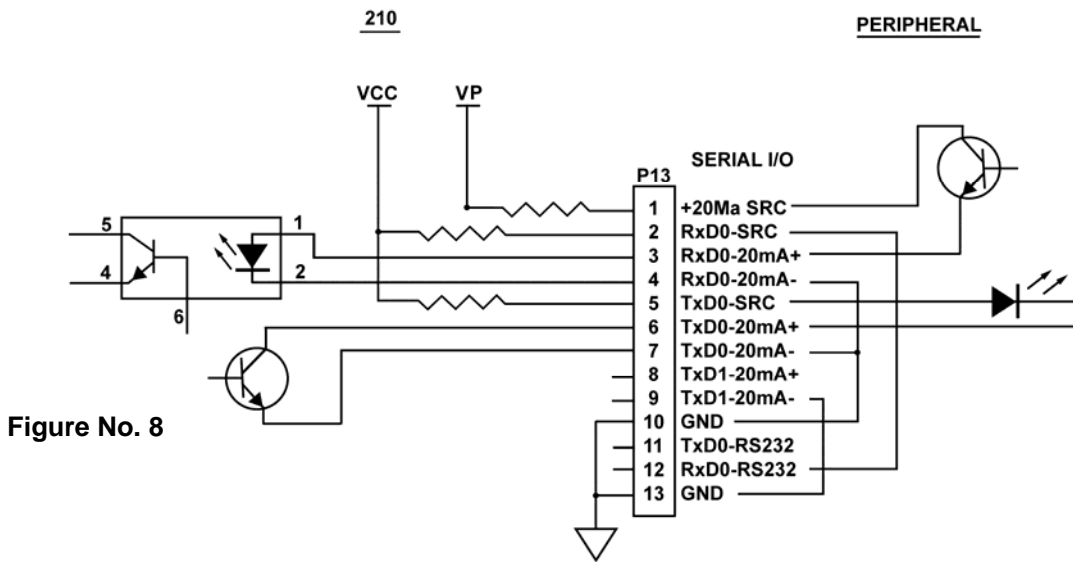 210
PERIPHERAL
VCC
VP
SERIAL I/O
P13
1 +20Ma SRC
2 RxD0-SRC
3 RxD0-20mA+
4 RxD0-20mA-
5 TxD0-SRC
6 TxD0-20mA+
7 TxD0-20mA-
8 TxD1-20mA+
9 TxD1-20mA-
10 GND
11 TxD0-RS232
12 RxD0-RS232
13 GND
5
1
4
2
6
Figure No. 8